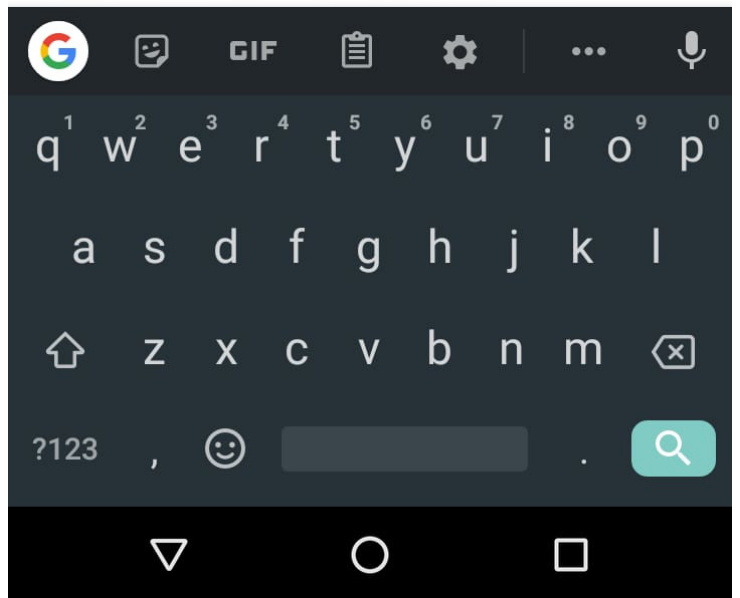 G GIF
q1 w2 e3 r4 t5 y6 u7 i8 o9 p0
a s d f g h j k l
z x c v b n m
?123 , .